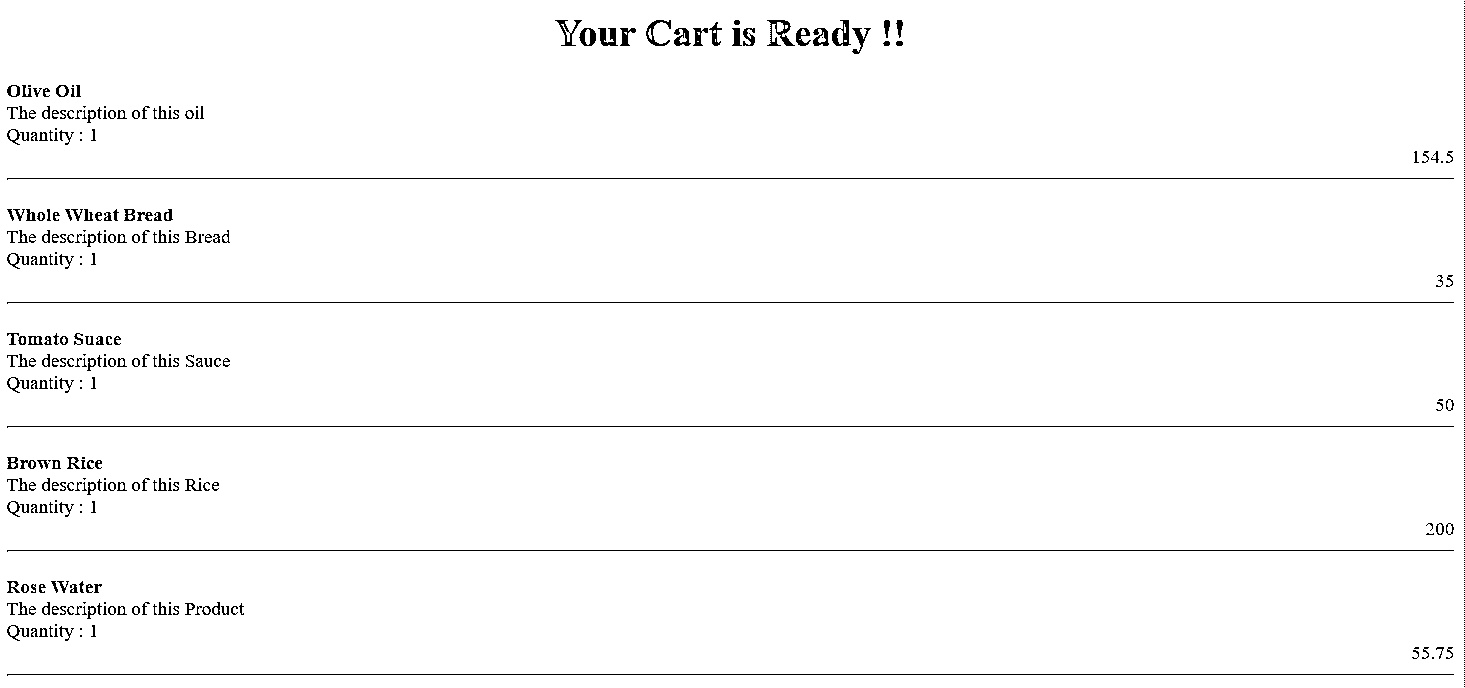 Your Cart is Ready !!
Olive Oil
The description of this oil
Quantity : 1
154.5
Whole Wheat Bread
The description of this Bread
Quantity : 1
35
Tomato Suace
The description of this Sauce
Quantity : 1
50
Brown Rice
The description of this Rice
Quantity : 1
200
Rose Water
The description of this Product
Quantity : 1
55.75